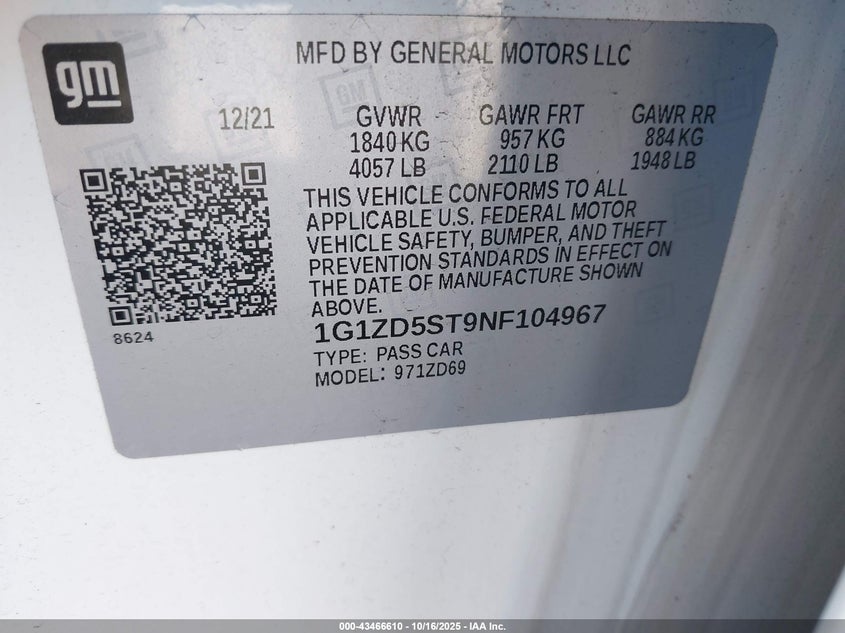 gm
MFD BY GENERAL MOTORS LLC
12/21 GVWR GAWR FRT GAWR RR
1840 KG 957 KG 884 KG
4057 LB 2110 LB 1948 LB
THIS VEHICLE CONFORMS TO ALL
APPLICABLE U.S. FEDERAL MOTOR
VEHICLE SAFETY, BUMPER, AND THEFT
PREVENTION STANDARDS IN EFFECT ON
THE DATE OF MANUFACTURE SHOWN
ABOVE.
8624
1G1ZD5ST9NF104967
TYPE: PASS CAR
MODEL: 971ZD69
000-43466610 - 10/16/2025 - IAA Inc.